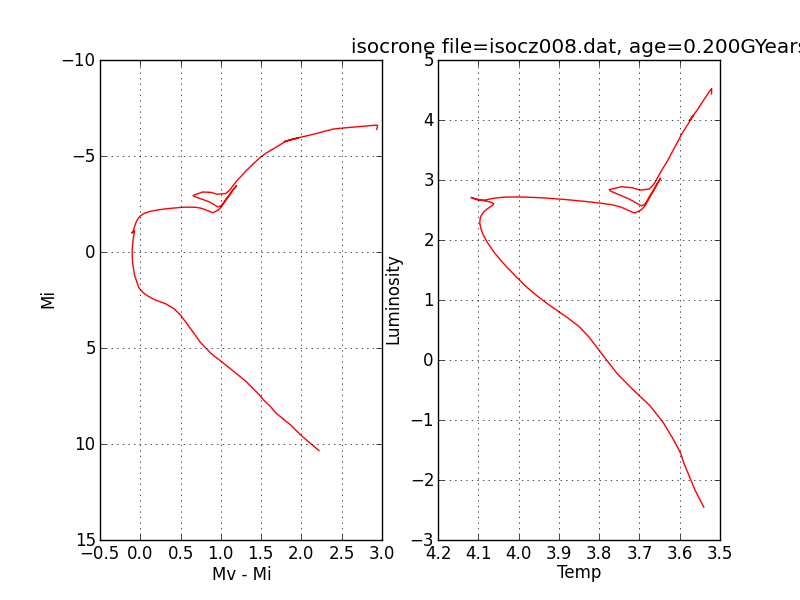 isocrone file=isocz008.dat, age=0.200GYears
−10
−5
0
5
10
15
Mi
−0.5 0.0 0.5 1.0 1.5 2.0 2.5 3.0
Mv - Mi
5
4
3
2
1
0
−1
−2
−3
Luminosity
4.2 4.1 4.0 3.9 3.8 3.7 3.6 3.5
Temp